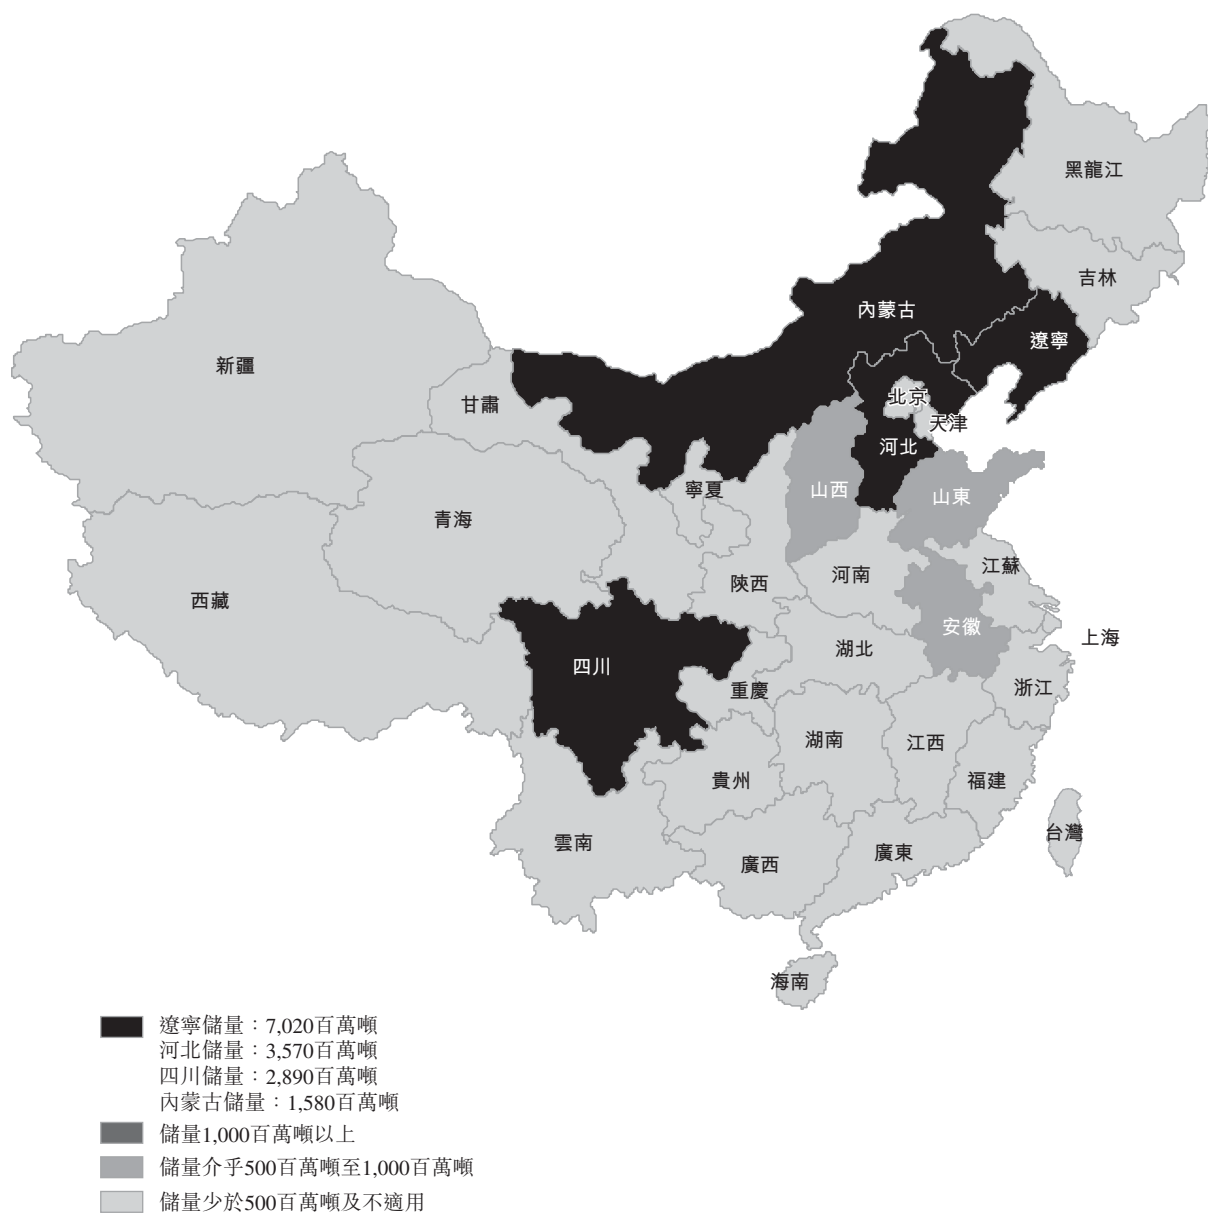 黑龍江
吉林
內蒙古
遼寧
新疆
甘肅
北京
天津
河北
寧夏
山西
山東
青海
江蘇
河南
陝西
西藏
安徽
上海
湖北
四川
重慶
浙江
湖南
江西
貴州
福建
台灣
雲南
廣東
廣西
海南
遼寧儲量：7,020百萬噸
河北儲量：3,570百萬噸
四川儲量：2,890百萬噸
內蒙古儲量：1,580百萬噸
儲量1,000百萬噸以上
儲量介乎500百萬噸至1,000百萬噸
儲量少於500百萬噸及不適用